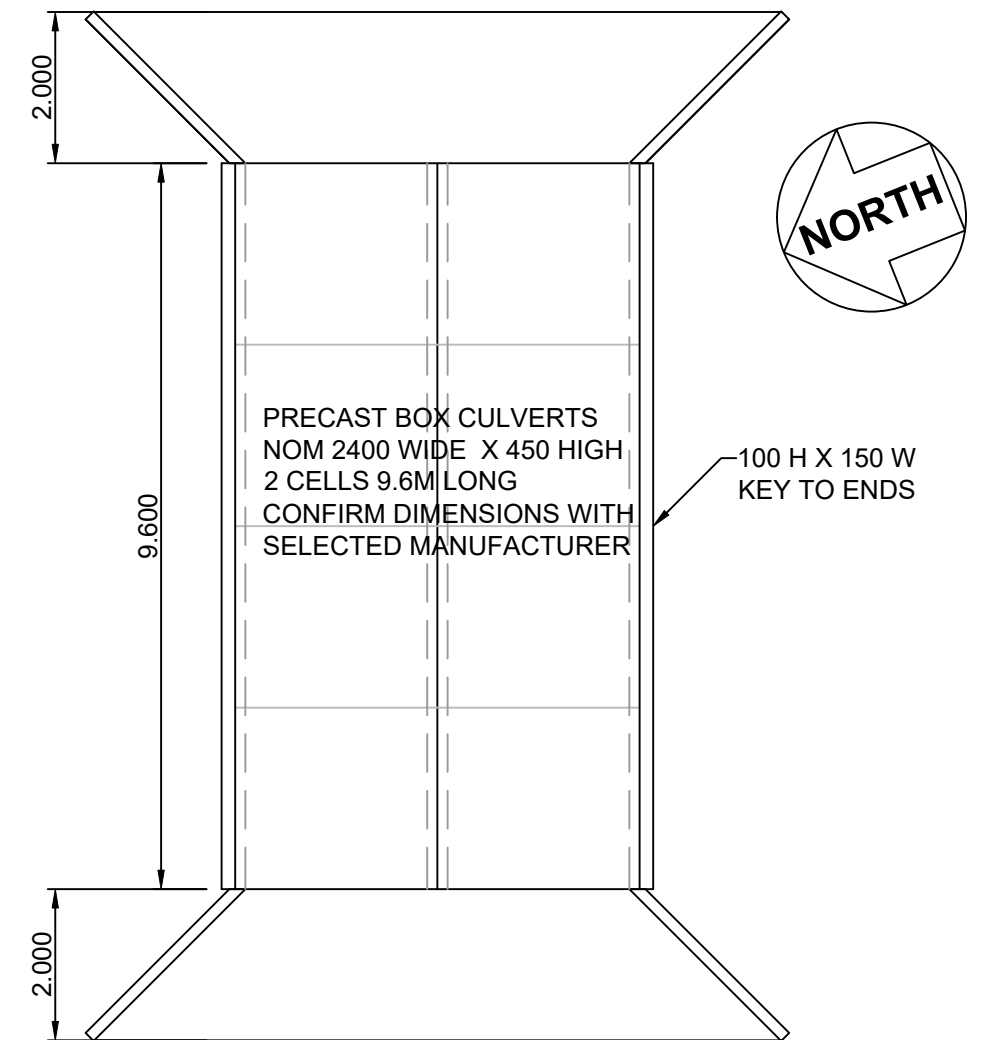 2.000
NORTH
PRECAST BOX CULVERTS
NOM 2400 WIDE X 450 HIGH
2 CELLS 9.6M LONG
CONFIRM DIMENSIONS WITH
SELECTED MANUFACTURER
100 H X 150 W
KEY TO ENDS
9.600
2.000